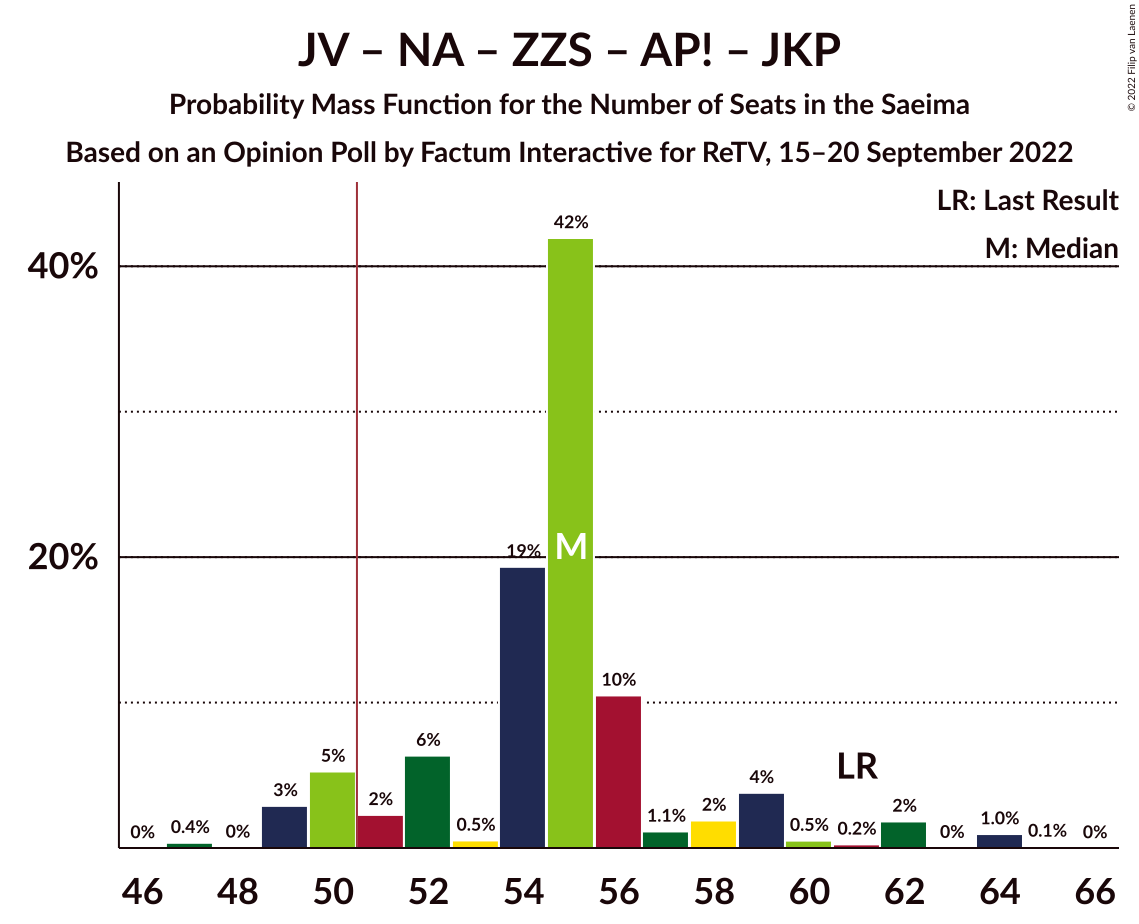 JV – NA – ZZS – AP! – JKP
Probability Mass Function for the Number of Seats in the Saeima
Based on an Opinion Poll by Factum Interactive for ReTV, 15–20 September 2022
© 2022 Filip van Laenen
LR: Last Result
M: Median
40%
20%
0%
0.4%
0%
3%
5%
2%
6%
0.5%
19%
42%
M
10%
1.1%
2%
4%
0.5%
LR
0.2%
2%
0%
1.0%
0.1%
0%
46 48 50 52 54 56 58 60 62 64 66